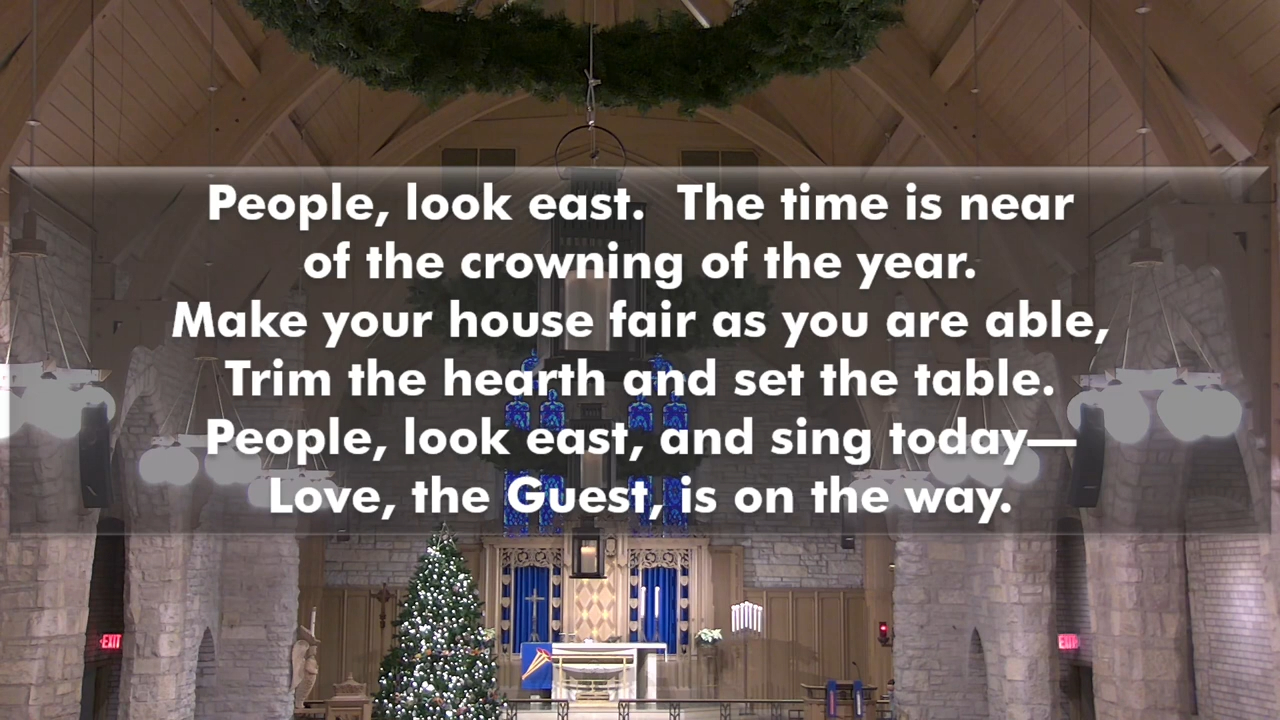 People, look east. The time is near
of the crowning of the year.
Make your house fair as you are able,
Trim the hearth and set the table.
People, look east, and sing today—
Love, the Guest, is on the way.
EXIT
EXIT